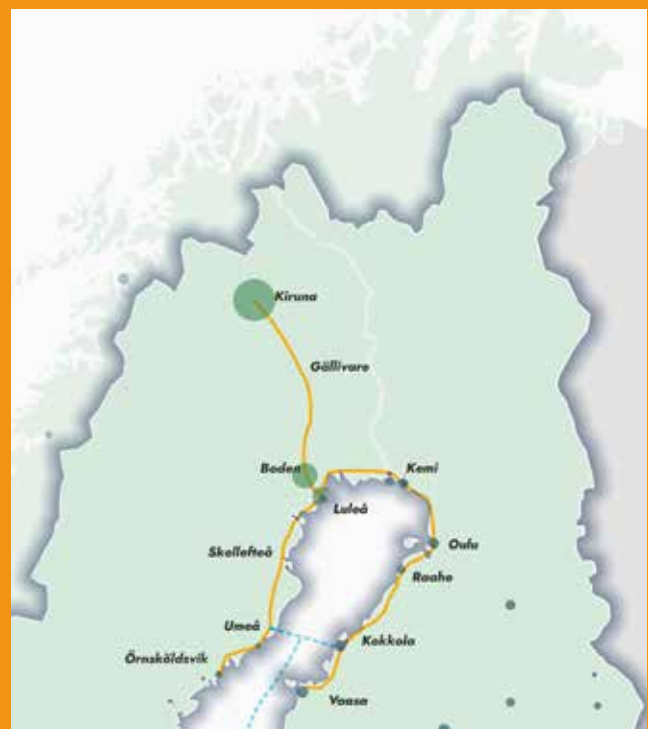 Kiruna
Gällivare
Boden
Kemi
Luleå
Skellefteå
Oulu
Raahe
Umeå
Kokkola
Örnsköldsvik
Vaasa